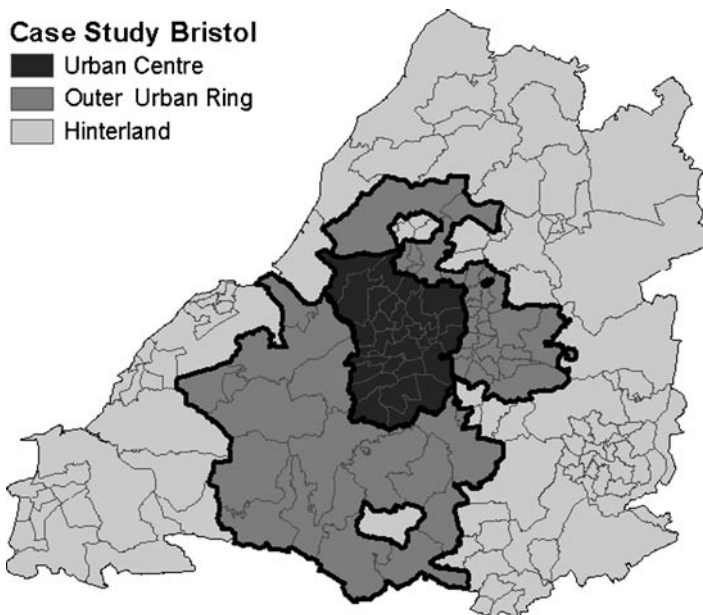 Case Study Bristol
Urban Centre
Outer Urban Ring
Hinterland